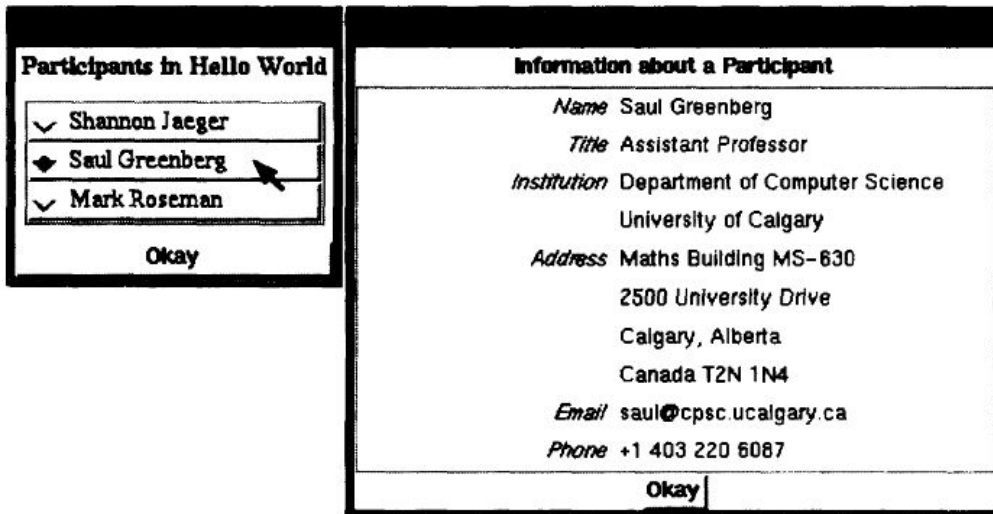 Participants in Hello World
Shannon Jaeger
Saul Greenberg
Mark Roseman
Okay
Information about a Participant
Name Saul Greenberg
Title Assistant Professor
Institution Department of Computer Science
University of Calgary
Address Maths Building MS-630
2500 University Drive
Calgary, Alberta
Canada T2N 1N4
Email saul@cpsc.ucalgary.ca
Phone +1 403 220 6087
Okay